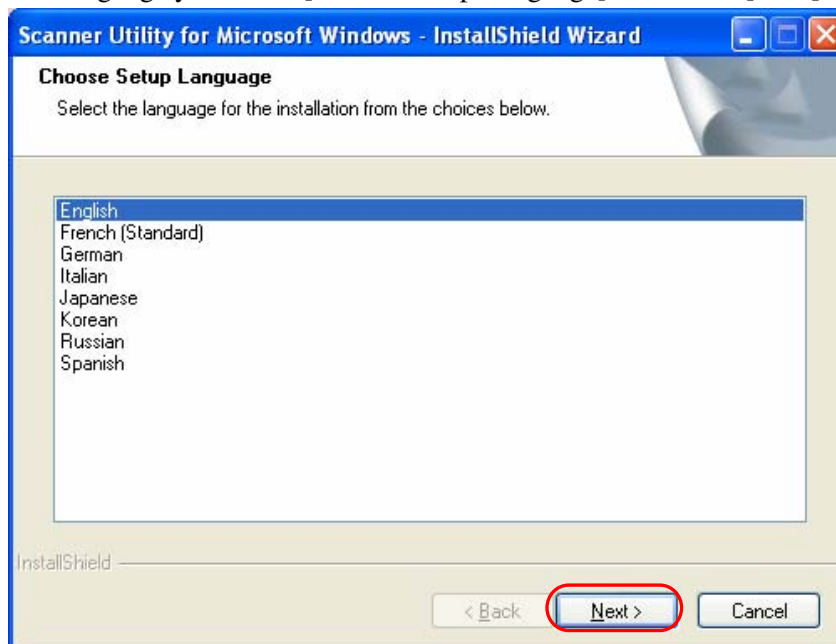 Scanner Utility for Microsoft Windows - InstallShield Wizard
Choose Setup Language
Select the language for the installation from the choices below.
English
French (Standard)
German
Italian
Japanese
Korean
Russian
Spanish
InstallShield
< Back Next > Cancel